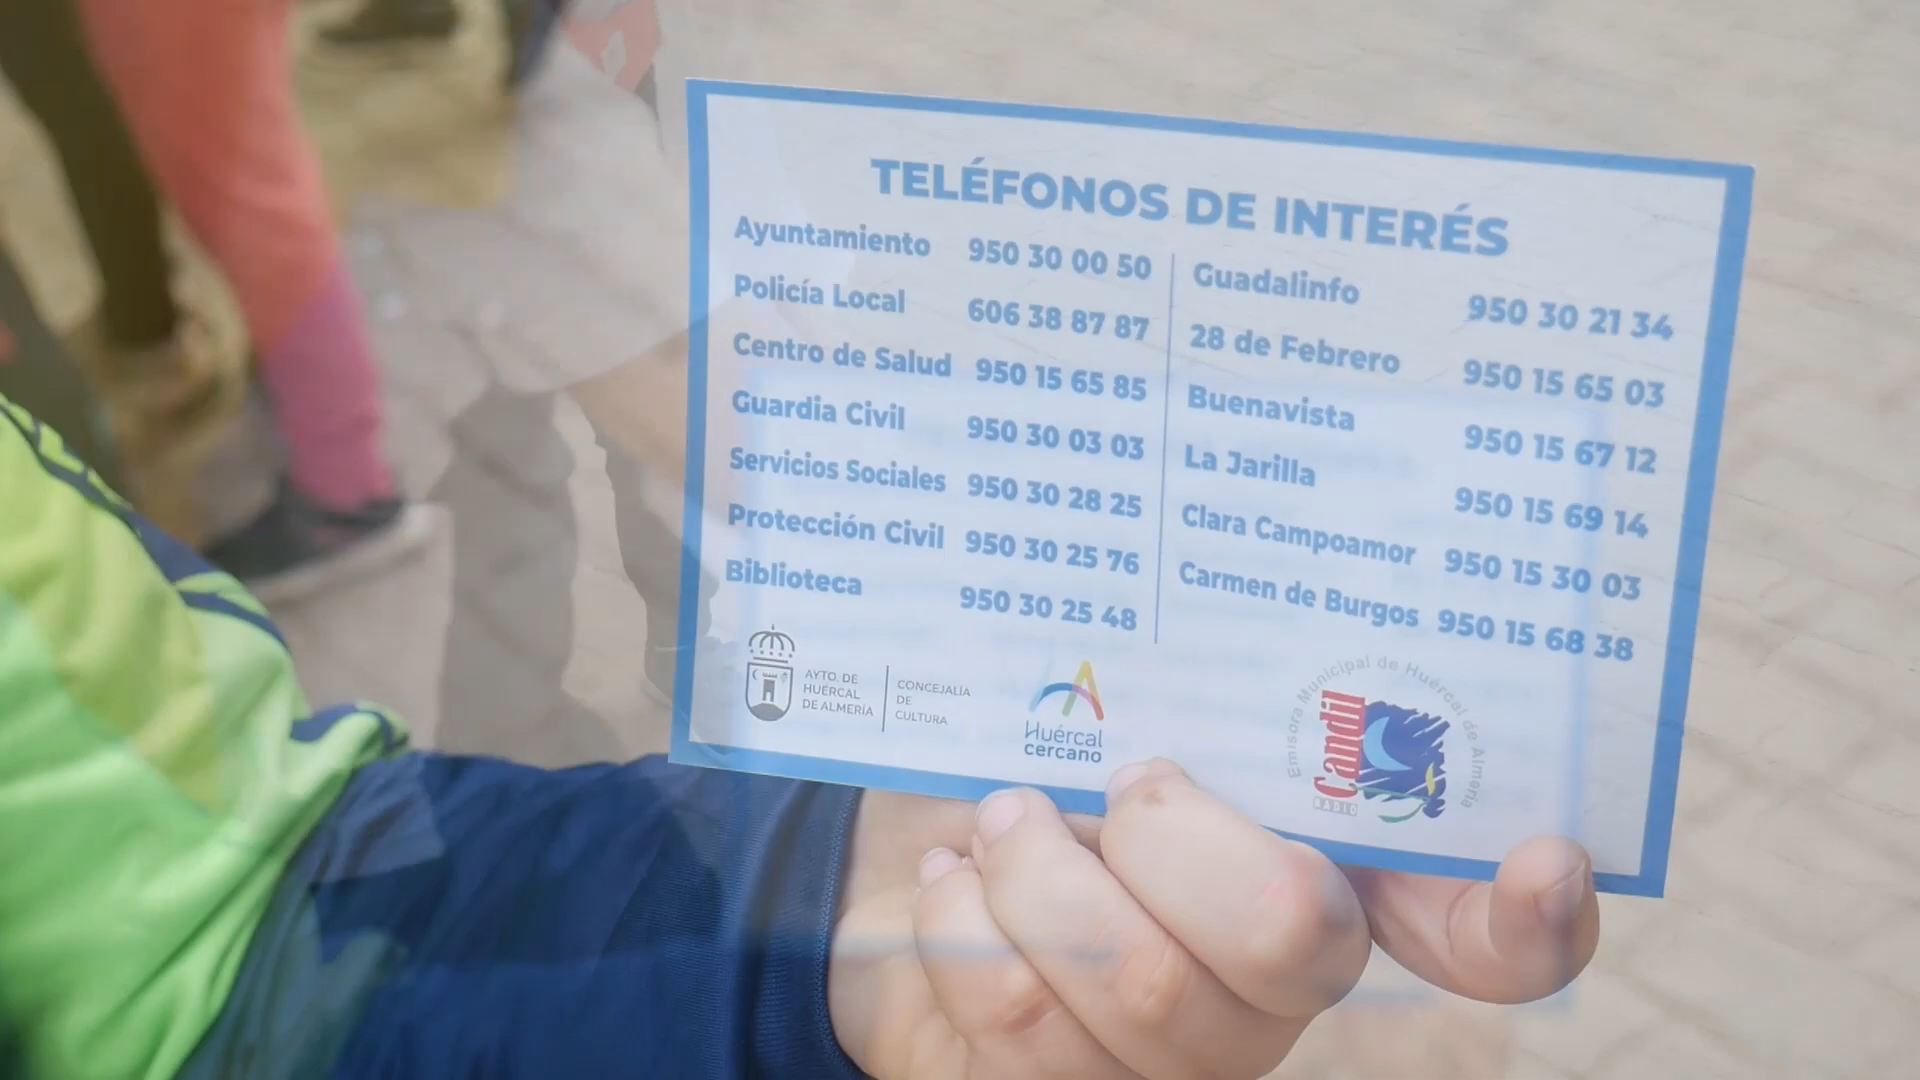 TELÉFONOS DE INTERÉS
Ayuntamiento 950 30 00 50
Policía Local 606 38 87 87
Centro de Salud 950 15 65 85
Guardia Civil 950 30 03 03
Servicios Sociales 950 30 28 25
Protección Civil 950 30 25 76
Biblioteca 950 30 25 48
Guadalinfo 950 30 21 34
28 de Febrero 950 15 65 03
Buenavista 950 15 67 12
La Jarilla 950 15 69 14
Clara Campoamor 950 15 30 03
Carmen de Burgos 950 15 68 38
AYTO. DE
HUÉRCAL
DE ALMERÍA
CONCEJALÍA
DE
CULTURA
Huércal
cercano
Emisora Municipal de Huércal de Almería
Candil
RADIO